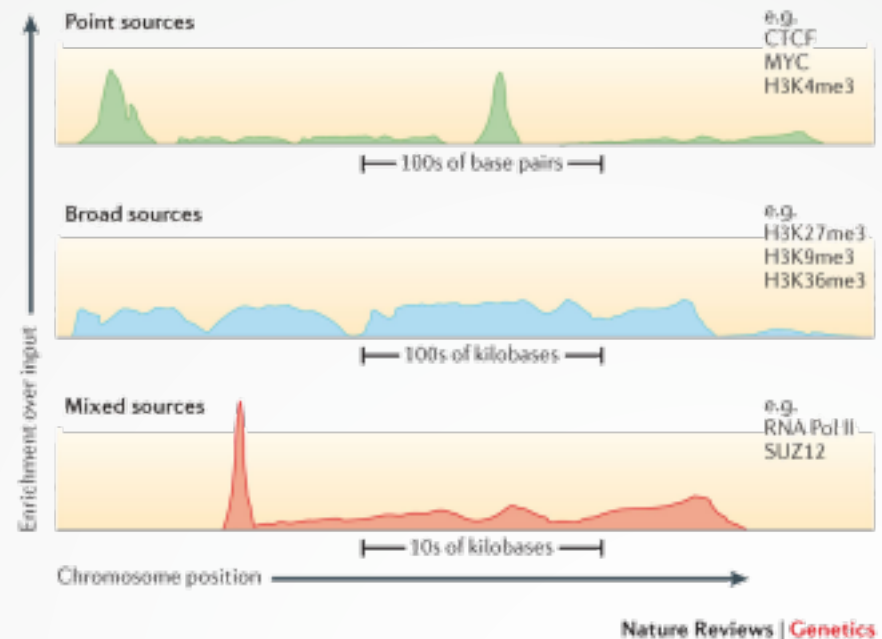 Point sources
e.g.
CTCF
MYC
H3K4me3
100s of base pairs
Broad sources
e.g.
H3K27me3
H3K9me3
H3K36me3
100s of kilobases
Mixed sources
e.g.
RNA Pol II
SUZ12
10s of kilobases
Enrichment over input
Chromosome position
Nature Reviews | Genetics